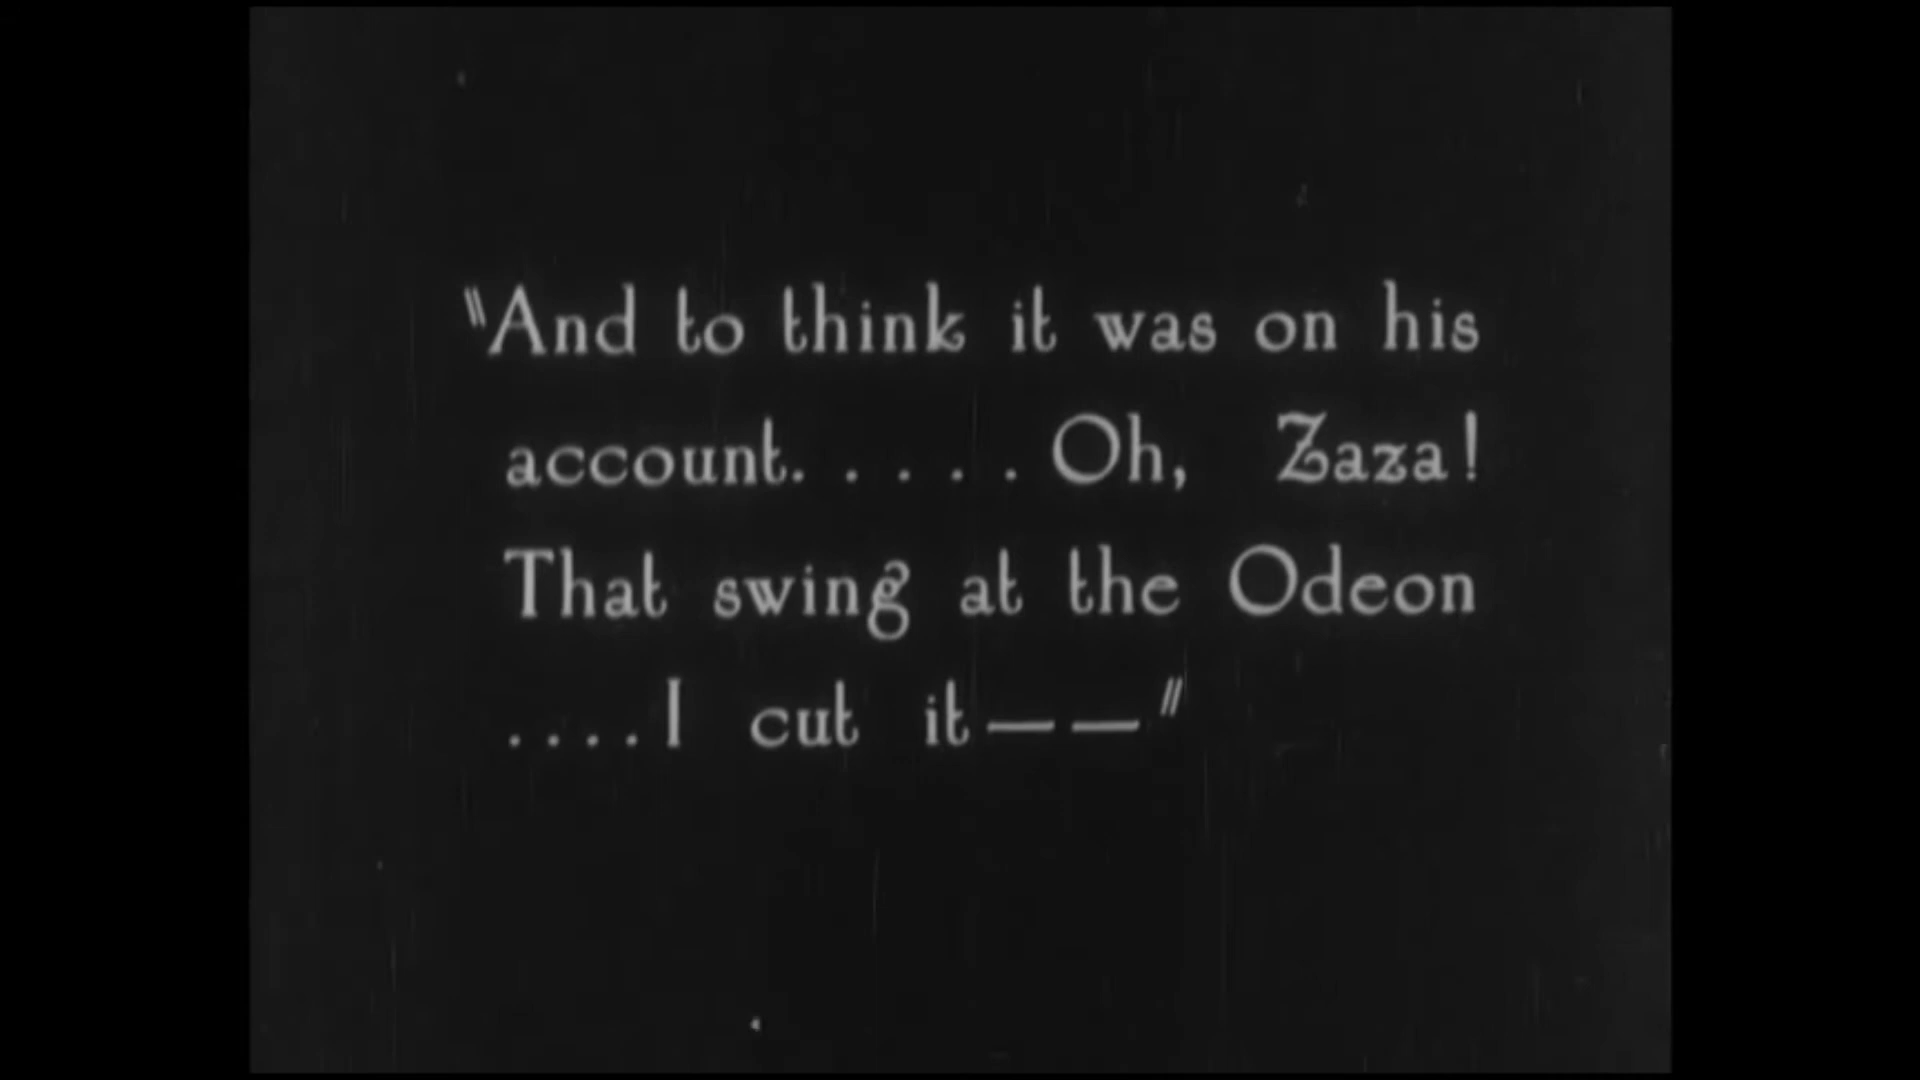 "And to think it was on his
account. . . . . Oh, Zaza!
That swing at the Odeon
....I cut it——"